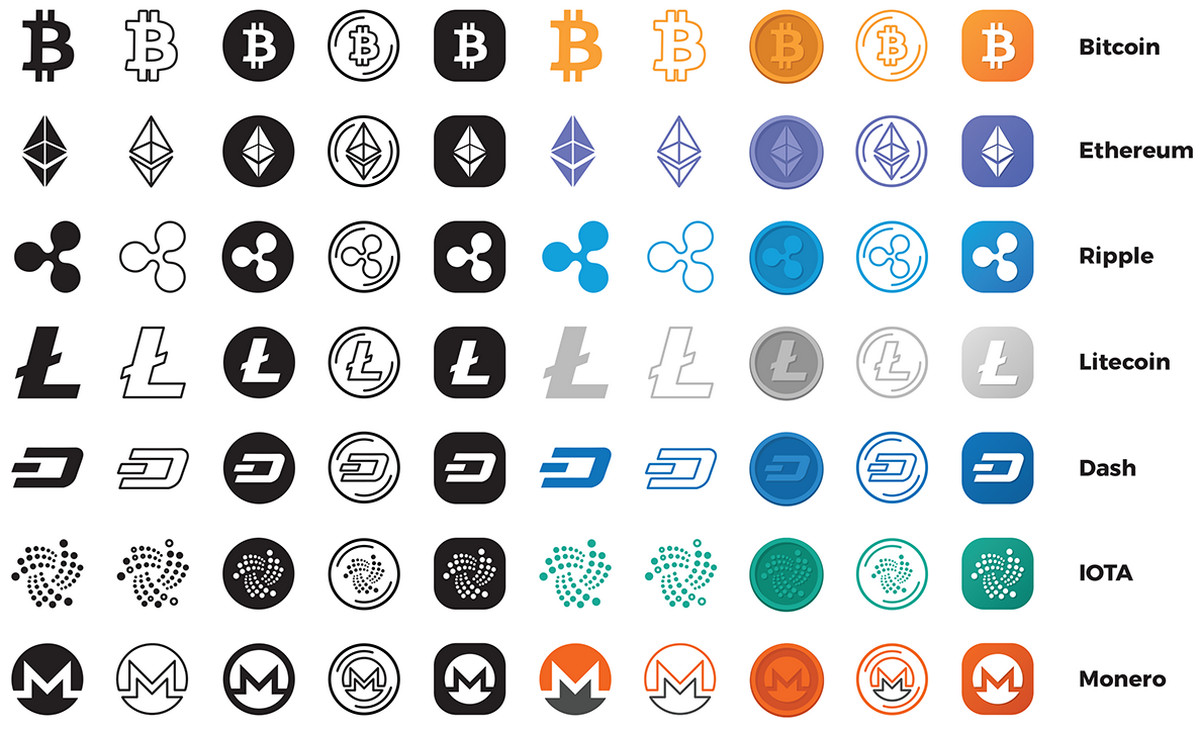 Bitcoin
Ethereum
Ripple
Litecoin
Dash
IOTA
Monero